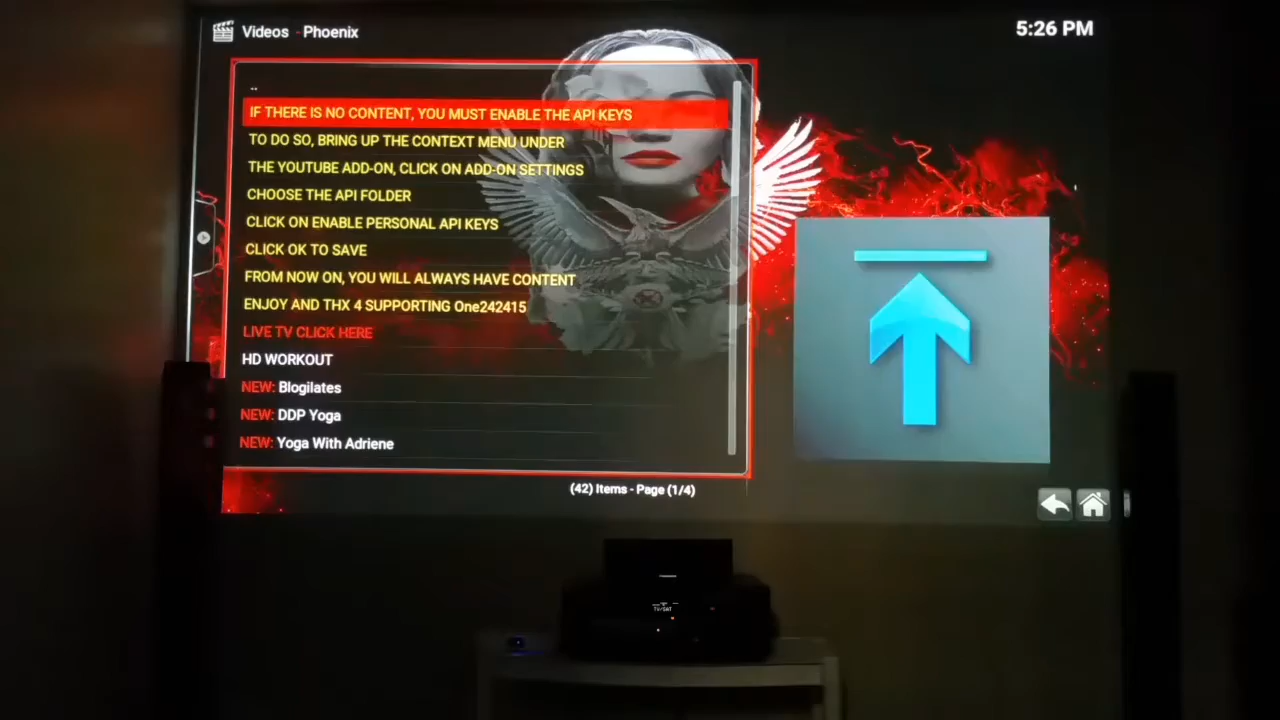 Videos - Phoenix
5:26 PM
..
IF THERE IS NO CONTENT, YOU MUST ENABLE THE API KEYS
TO DO SO, BRING UP THE CONTEXT MENU UNDER
THE YOUTUBE ADD-ON, CLICK ON ADD-ON SETTINGS
CHOOSE THE API FOLDER
CLICK ON ENABLE PERSONAL API KEYS
CLICK OK TO SAVE
FROM NOW ON, YOU WILL ALWAYS HAVE CONTENT
ENJOY AND THX 4 SUPPORTING One242415
LIVE TV CLICK HERE
HD WORKOUT
NEW: Blogilates
NEW: DDP Yoga
NEW: Yoga With Adriene
(42) Items - Page (1/4)
TV/SAT